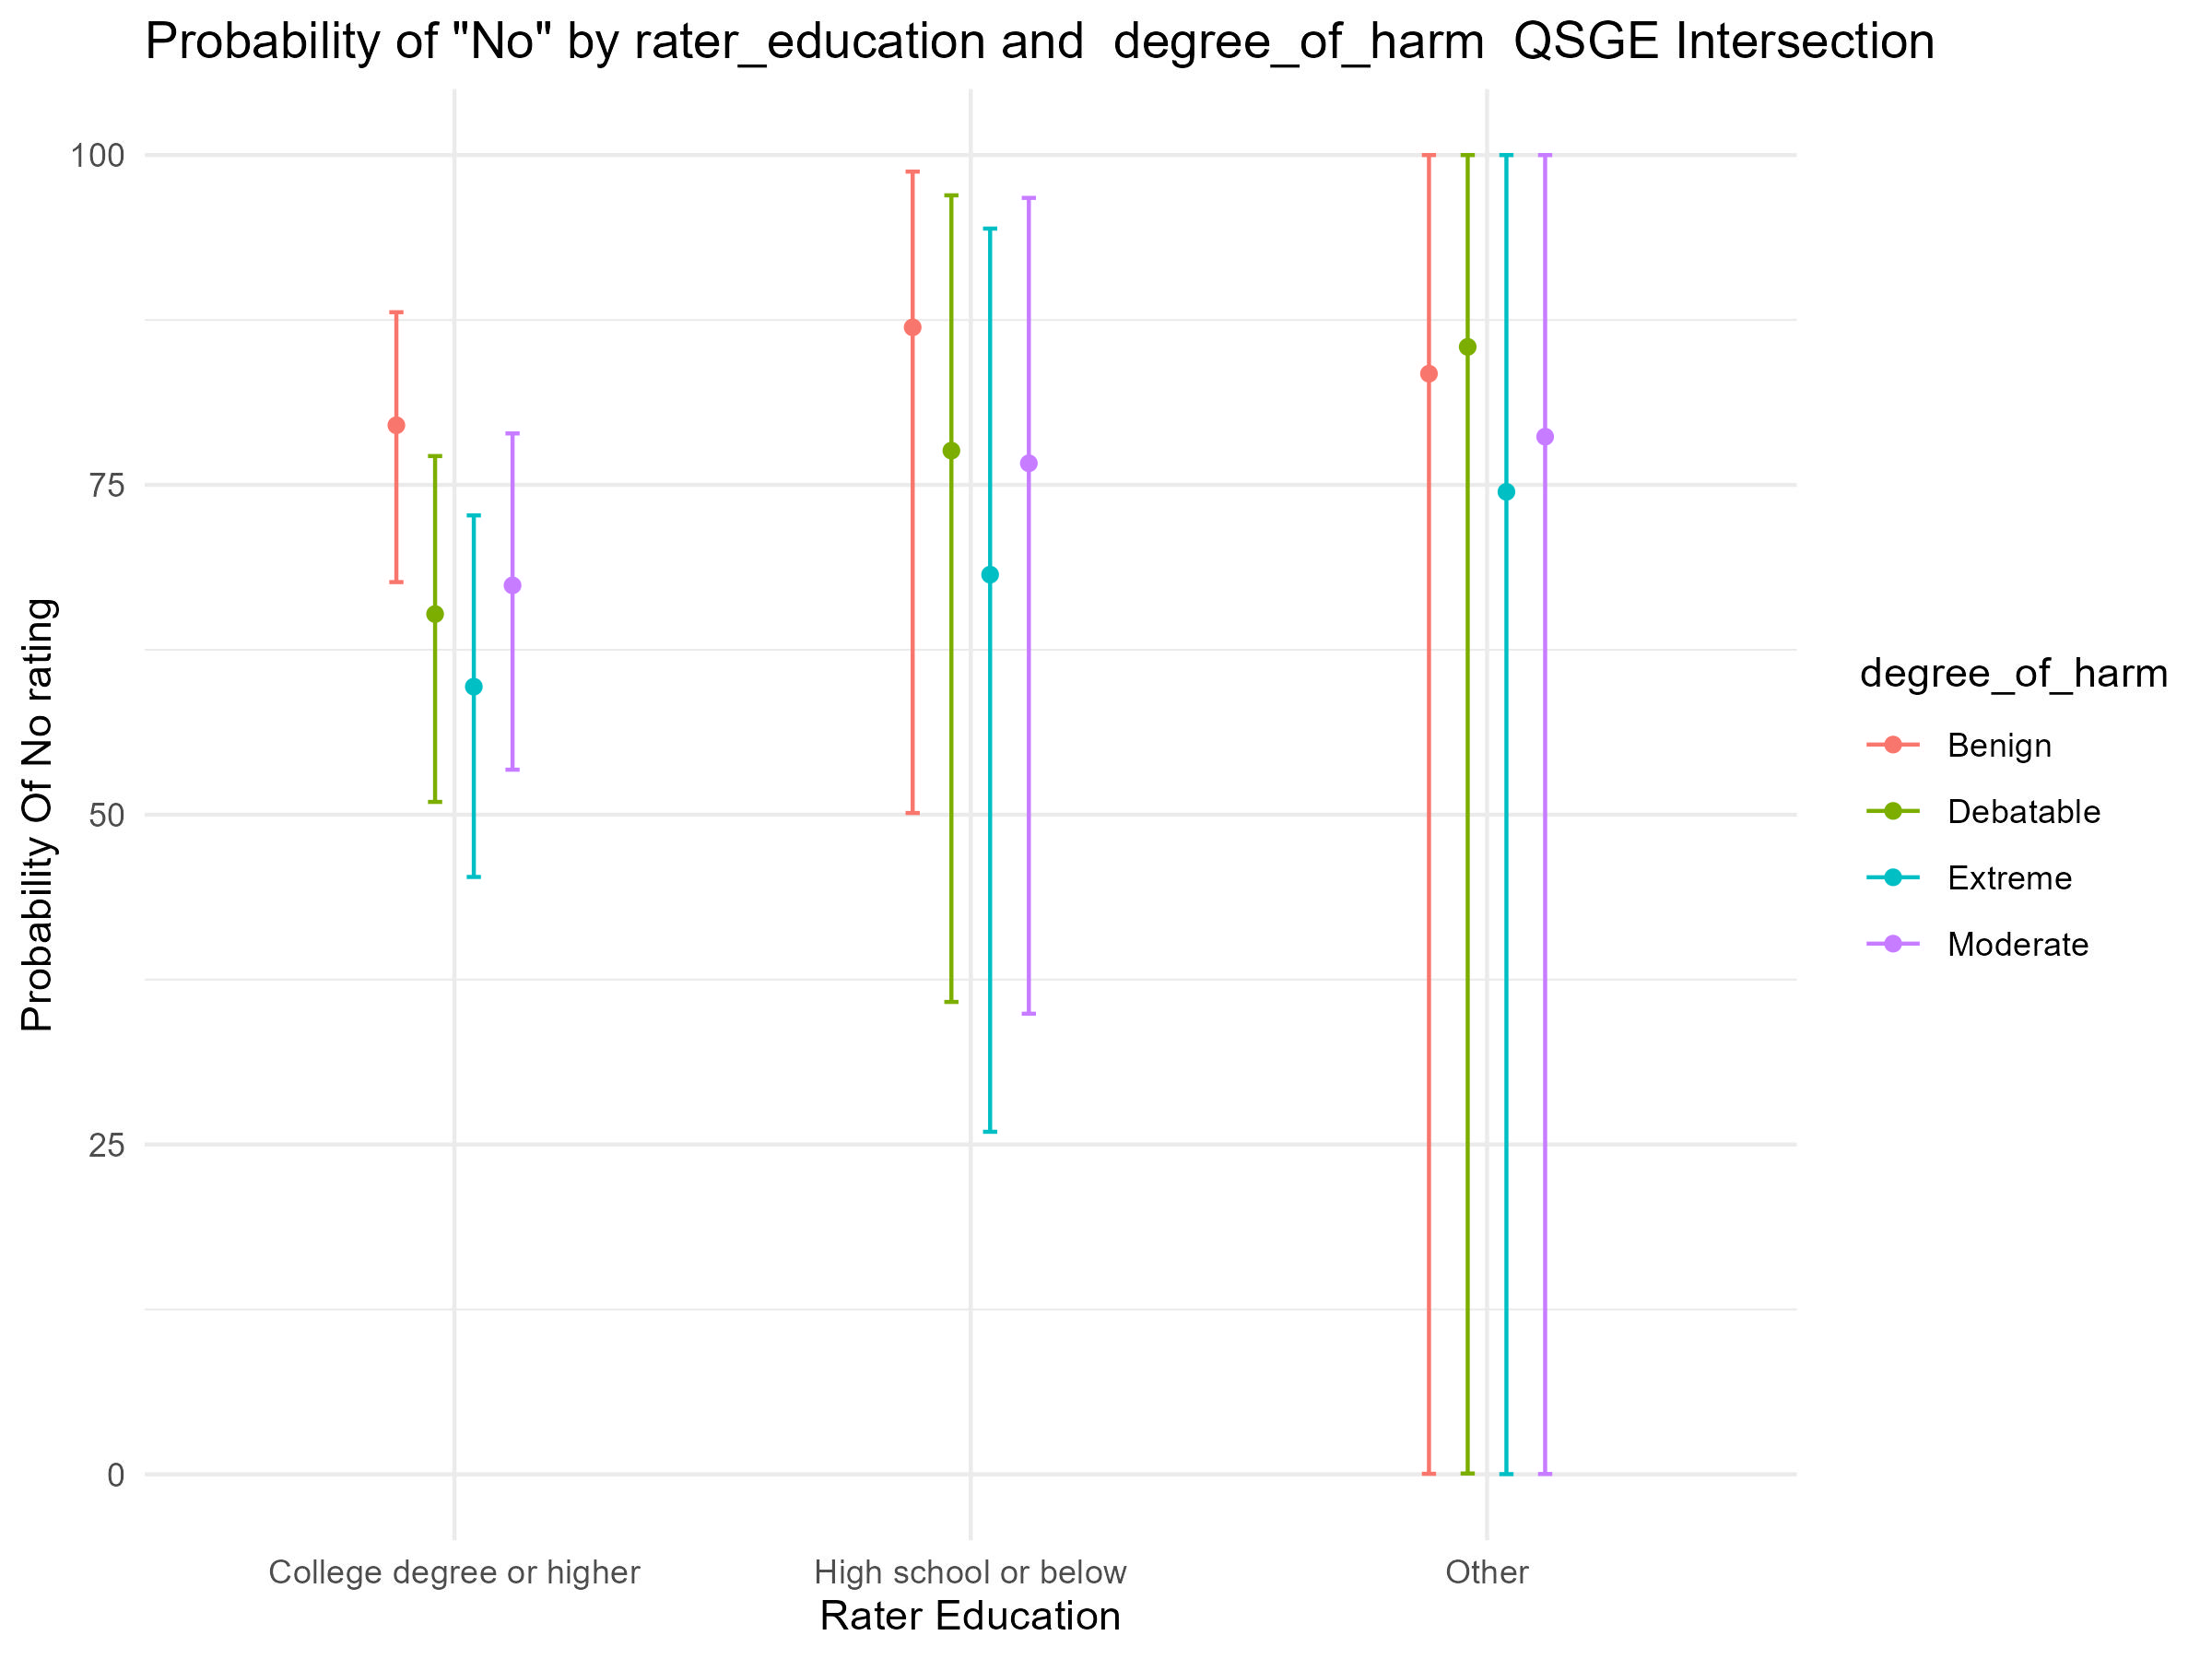 Probability of "No" by rater_education and  degree_of_harm  QSGE Intersection
100
75
50
25
0
Probability Of No rating
College degree or higher
High school or below
Other
Rater Education
degree_of_harm
Benign
Debatable
Extreme
Moderate